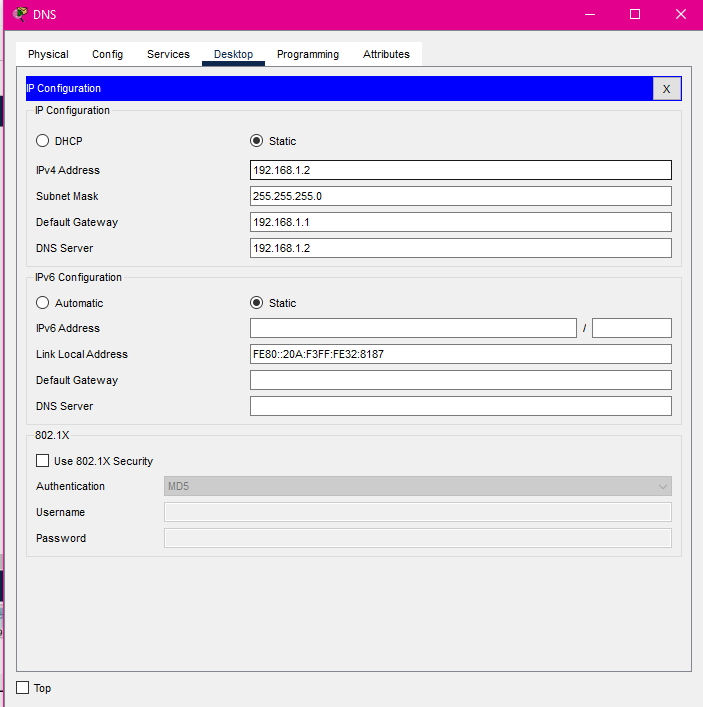 DNS
Physical Config Services Desktop Programming Attributes
IP Configuration X
IP Configuration
DHCP Static
IPv4 Address 192.168.1.2
Subnet Mask 255.255.255.0
Default Gateway 192.168.1.1
DNS Server 192.168.1.2
IPv6 Configuration
Automatic Static
IPv6 Address /
Link Local Address FE80::20A:F3FF:FE32:8187
Default Gateway
DNS Server
802.1X
Use 802.1X Security
Authentication MD5
Username
Password
Top